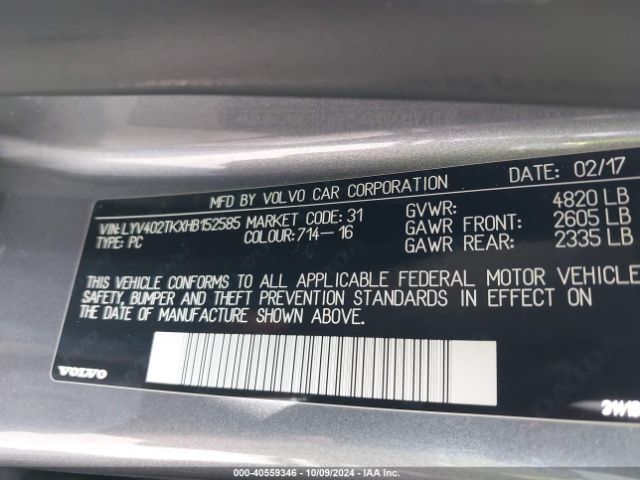 MFD BY VOLVO CAR CORPORATION DATE: 02/17
VIN: LYV402TKXHB152585 MARKET CODE: 31 GVWR: 4820 LB
TYPE: PC COLOUR: 714-16 GAWR FRONT: 2605 LB
GAWR REAR: 2335 LB
THIS VEHICLE CONFORMS TO ALL APPLICABLE FEDERAL MOTOR VEHICLE
SAFETY, BUMPER AND THEFT PREVENTION STANDARDS IN EFFECT ON
THE DATE OF MANUFACTURE SHOWN ABOVE.
VOLVO
000-40559346 | 10/09/2024 | IAA Inc.